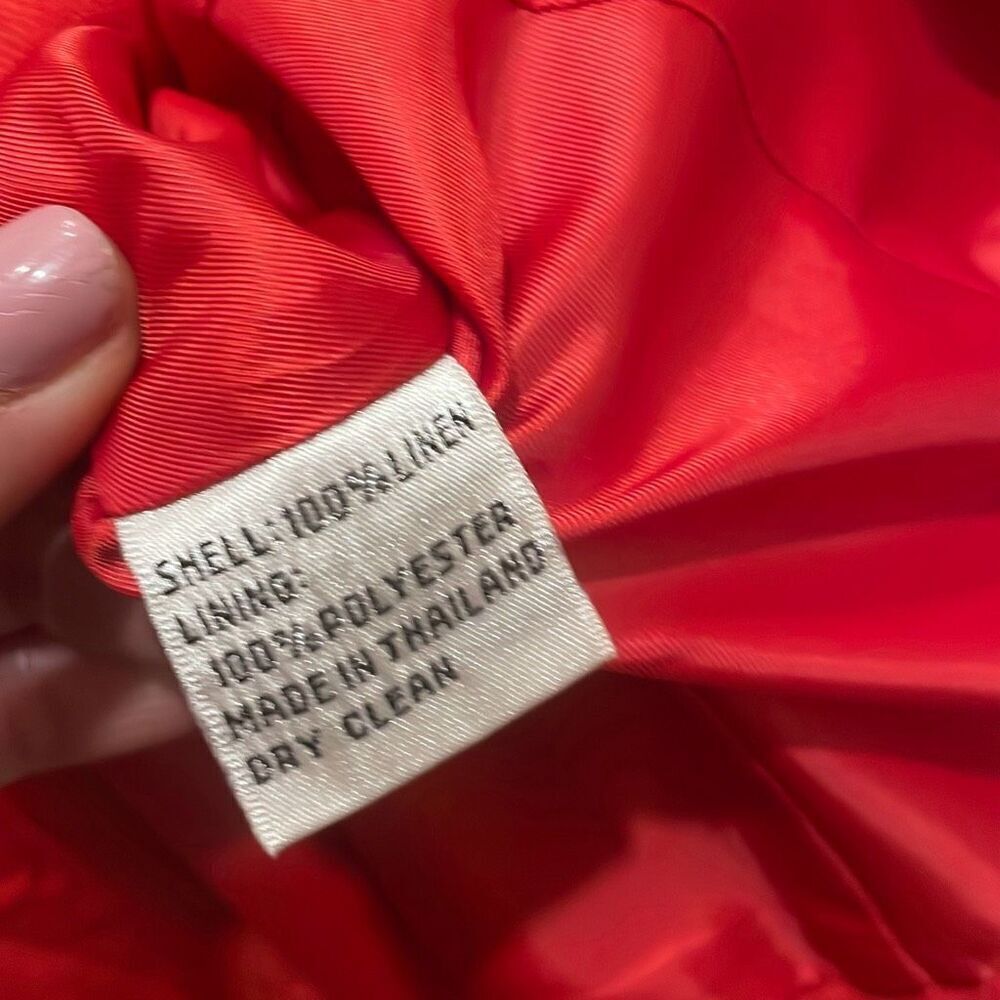 SHELL: 100% LINEN
LINING:
100% POLYESTER
MADE IN THAILAND
DRY CLEAN